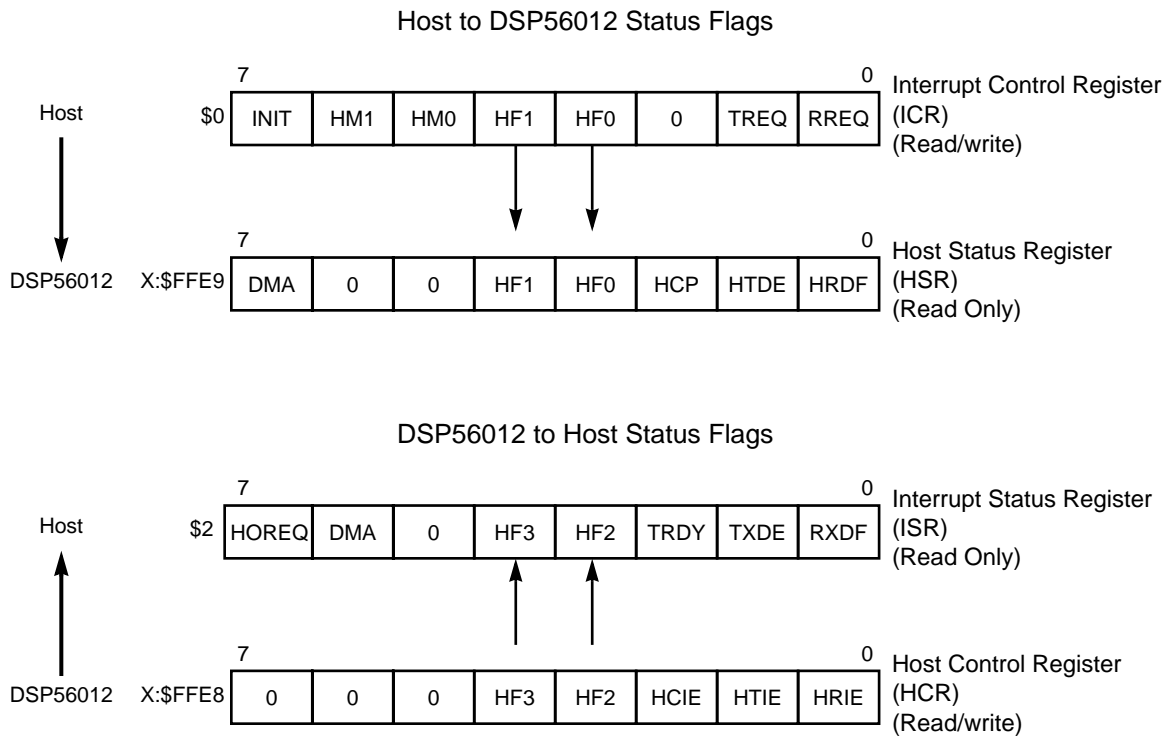 Host to DSP56012 Status Flags
7 0
Host $0 INIT HM1 HM0 HF1 HF0 0 TREQ RREQ
Interrupt Control Register
(ICR)
(Read/write)
7 0
DSP56012 X:$FFE9 DMA 0 0 HF1 HF0 HCP HTDE HRDF
Host Status Register
(HSR)
(Read Only)
DSP56012 to Host Status Flags
7 0
Host $2 HOREQ DMA 0 HF3 HF2 TRDY TXDE RXDF
Interrupt Status Register
(ISR)
(Read Only)
7 0
DSP56012 X:$FFE8 0 0 0 HF3 HF2 HCIE HTIE HRIE
Host Control Register
(HCR)
(Read/write)